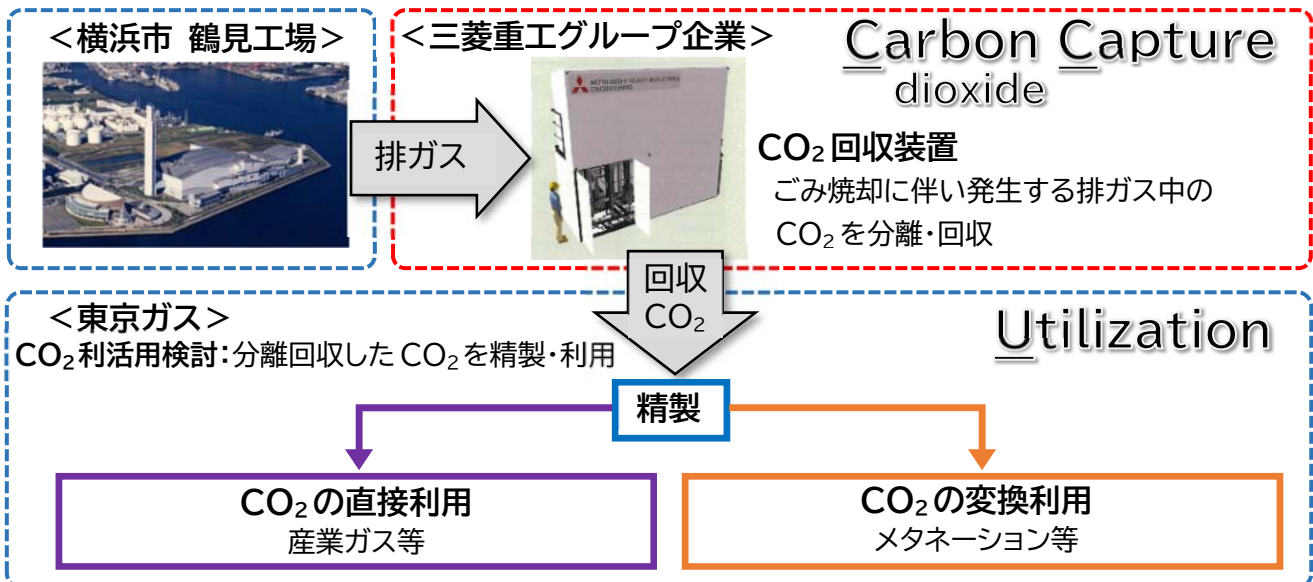 <横浜市 鶴見工場>
<三菱重工グループ企業>
Carbon Capture
dioxide
排ガス
MITSUBISHI HEAVY INDUSTRIES
ENGINEERING
CO₂回収装置
ごみ焼却に伴い発生する排ガス中の
CO₂を分離・回収
回収
CO₂
<東京ガス>
Utilization
CO₂利活用検討:分離回収したCO₂を精製・利用
精製
CO₂の直接利用
産業ガス等
CO₂の変換利用
メタネーション等